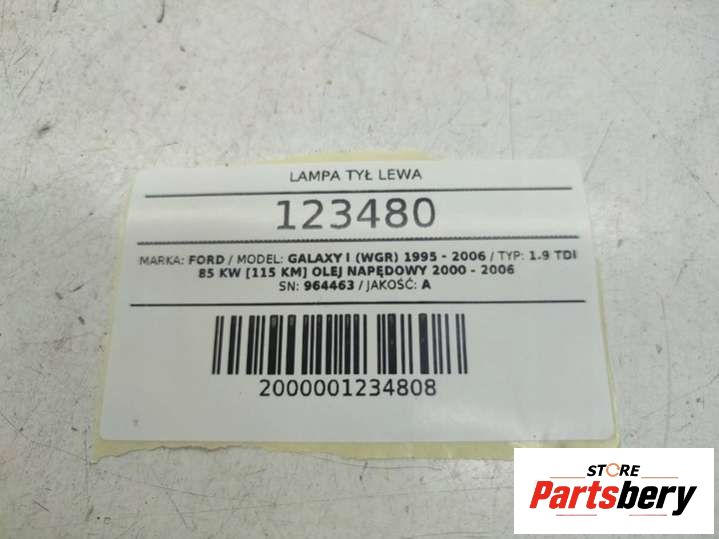 LAMPA TYŁ LEWA
123480
MARKA: FORD / MODEL: GALAXY I (WGR) 1995 - 2006 / TYP: 1.9 TDI
85 KW [115 KM] OLEJ NAPĘDOWY 2000 - 2006
SN: 964463 / JAKOŚĆ: A
2000001234808
STORE
Partsbery